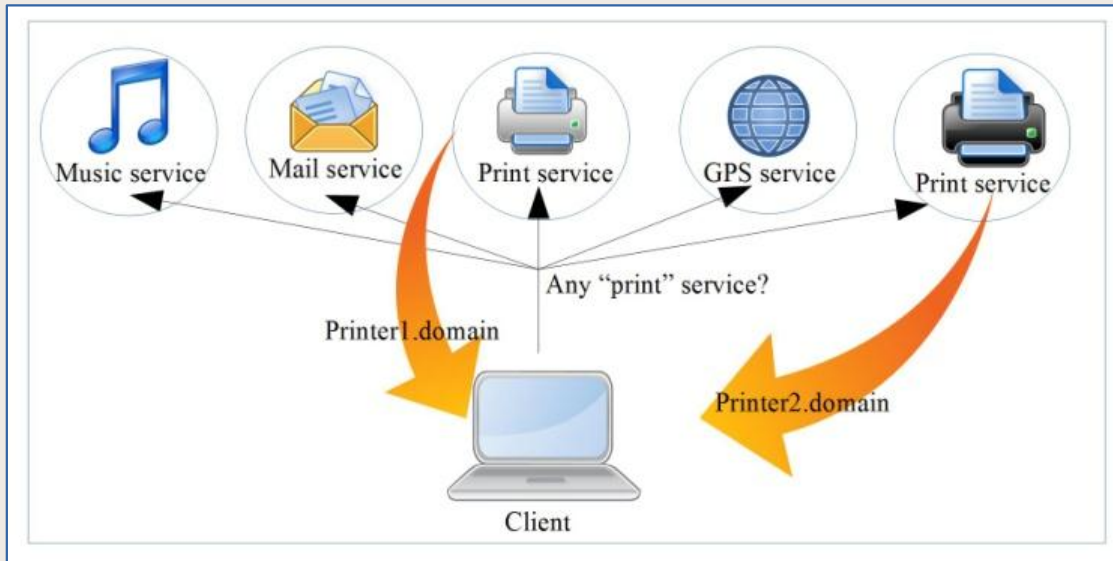 Music service
Mail service
Print service
GPS service
Print service
Any “print” service?
Printer1.domain
Printer2.domain
Client